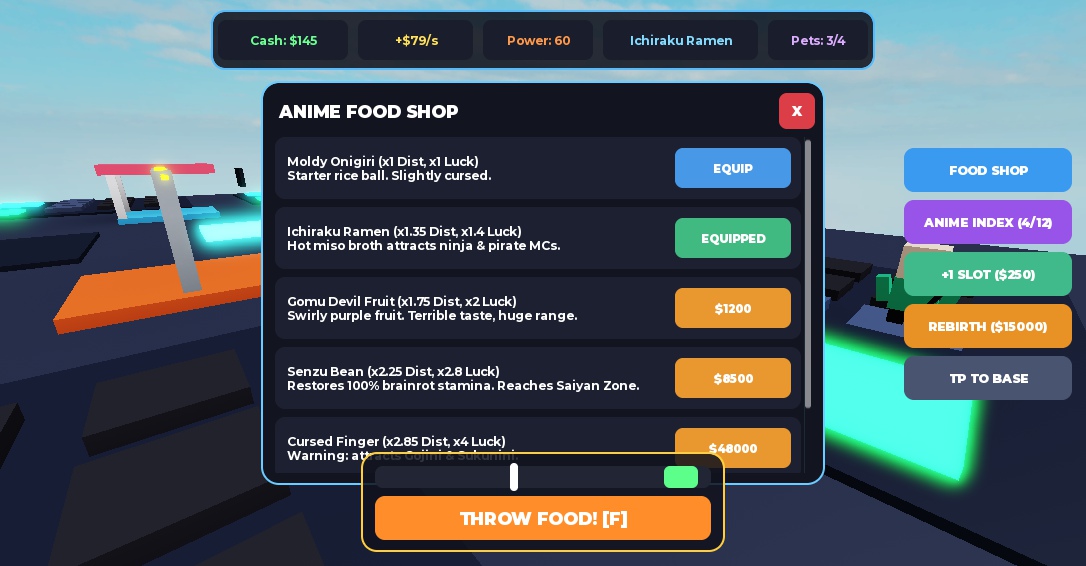 Cash: $145
+$79/s
Power: 60
Ichiraku Ramen
Pets: 3/4
ANIME FOOD SHOP
X
Moldy Onigiri (x1 Dist, x1 Luck)
Starter rice ball. Slightly cursed.
EQUIP
Ichiraku Ramen (x1.35 Dist, x1.4 Luck)
Hot miso broth attracts ninja & pirate MCs.
EQUIPPED
Gomu Devil Fruit (x1.75 Dist, x2 Luck)
Swirly purple fruit. Terrible taste, huge range.
$1200
Senzu Bean (x2.25 Dist, x2.8 Luck)
Restores 100% brainrot stamina. Reaches Saiyan Zone.
$8500
Cursed Finger (x2.85 Dist, x4 Luck)
Warning: attracts Gojini & Sukunini.
$48000
THROW FOOD! [F]
FOOD SHOP
ANIME INDEX (4/12)
+1 SLOT ($250)
REBIRTH ($15000)
TP TO BASE